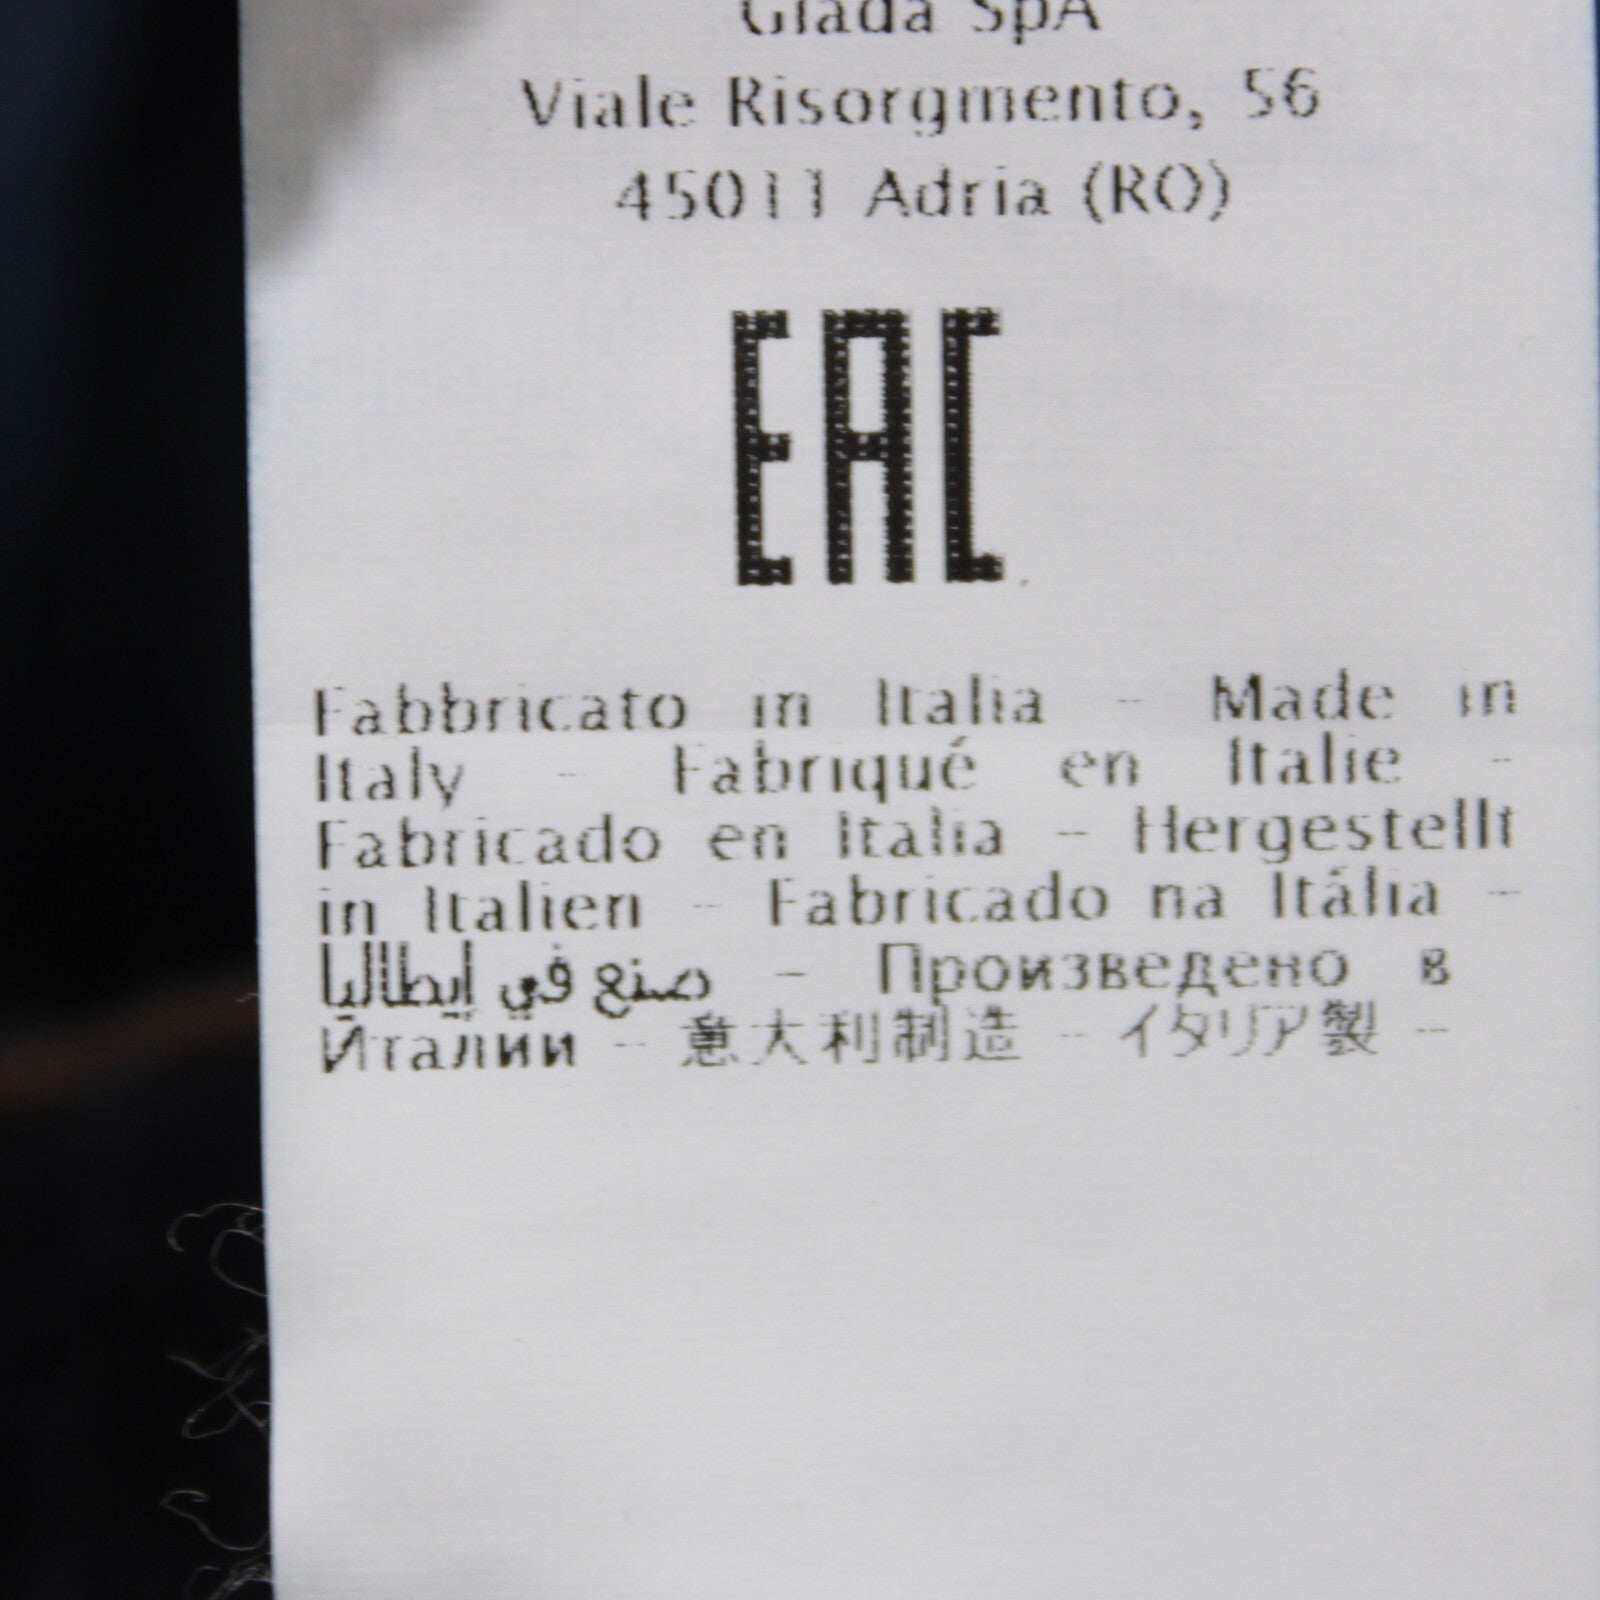 Giada SpA
Viale Risorgmento, 56
45011 Adria (RO)
EAC
Fabbricato in Italia - Made in
Italy - Fabriqué en Italie -
Fabricado en Italia - Hergestellt
in Italien - Fabricado na Itália -
صنع في إيطاليا - Произведено в
Италии - 意大利制造 - イタリア製 -